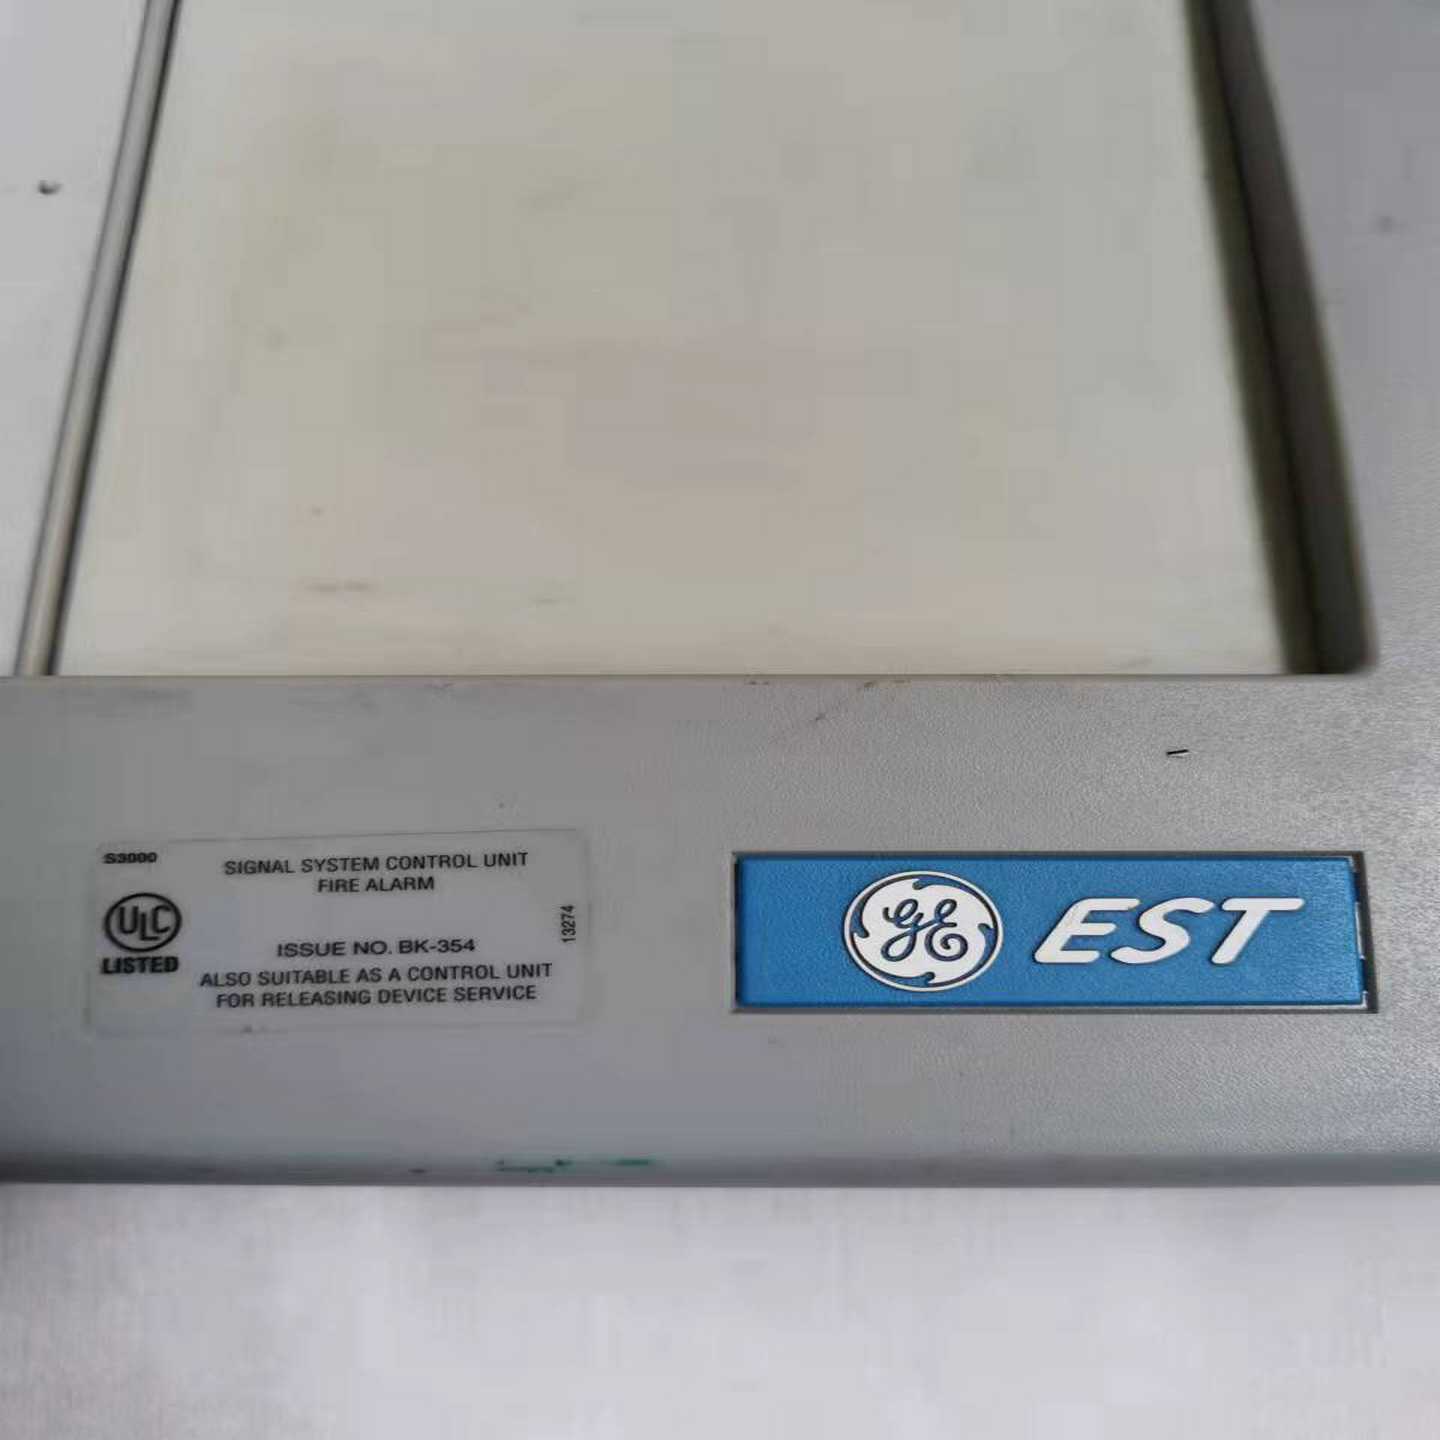 S3000
SIGNAL SYSTEM CONTROL UNIT
FIRE ALARM
ULC
LISTED
ISSUE NO. BK-354
13274
ALSO SUITABLE AS A CONTROL UNIT
FOR RELEASING DEVICE SERVICE
GE EST